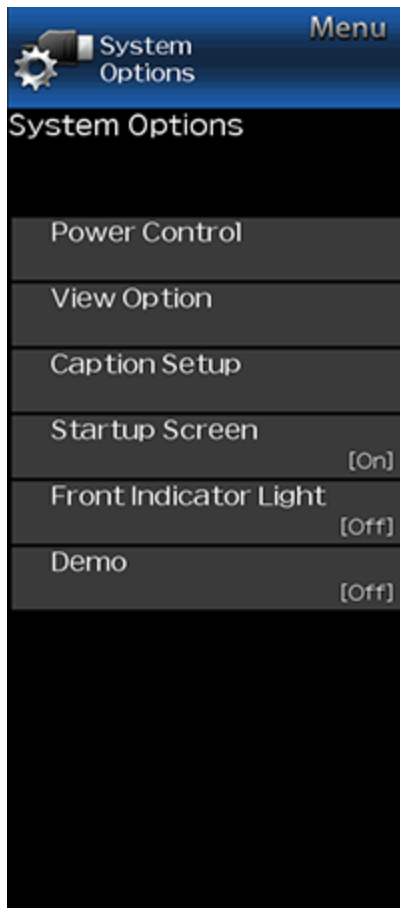 Menu
System
Options
System Options
Power Control
View Option
Caption Setup
Startup Screen
[On]
Front Indicator Light
[Off]
Demo
[Off]